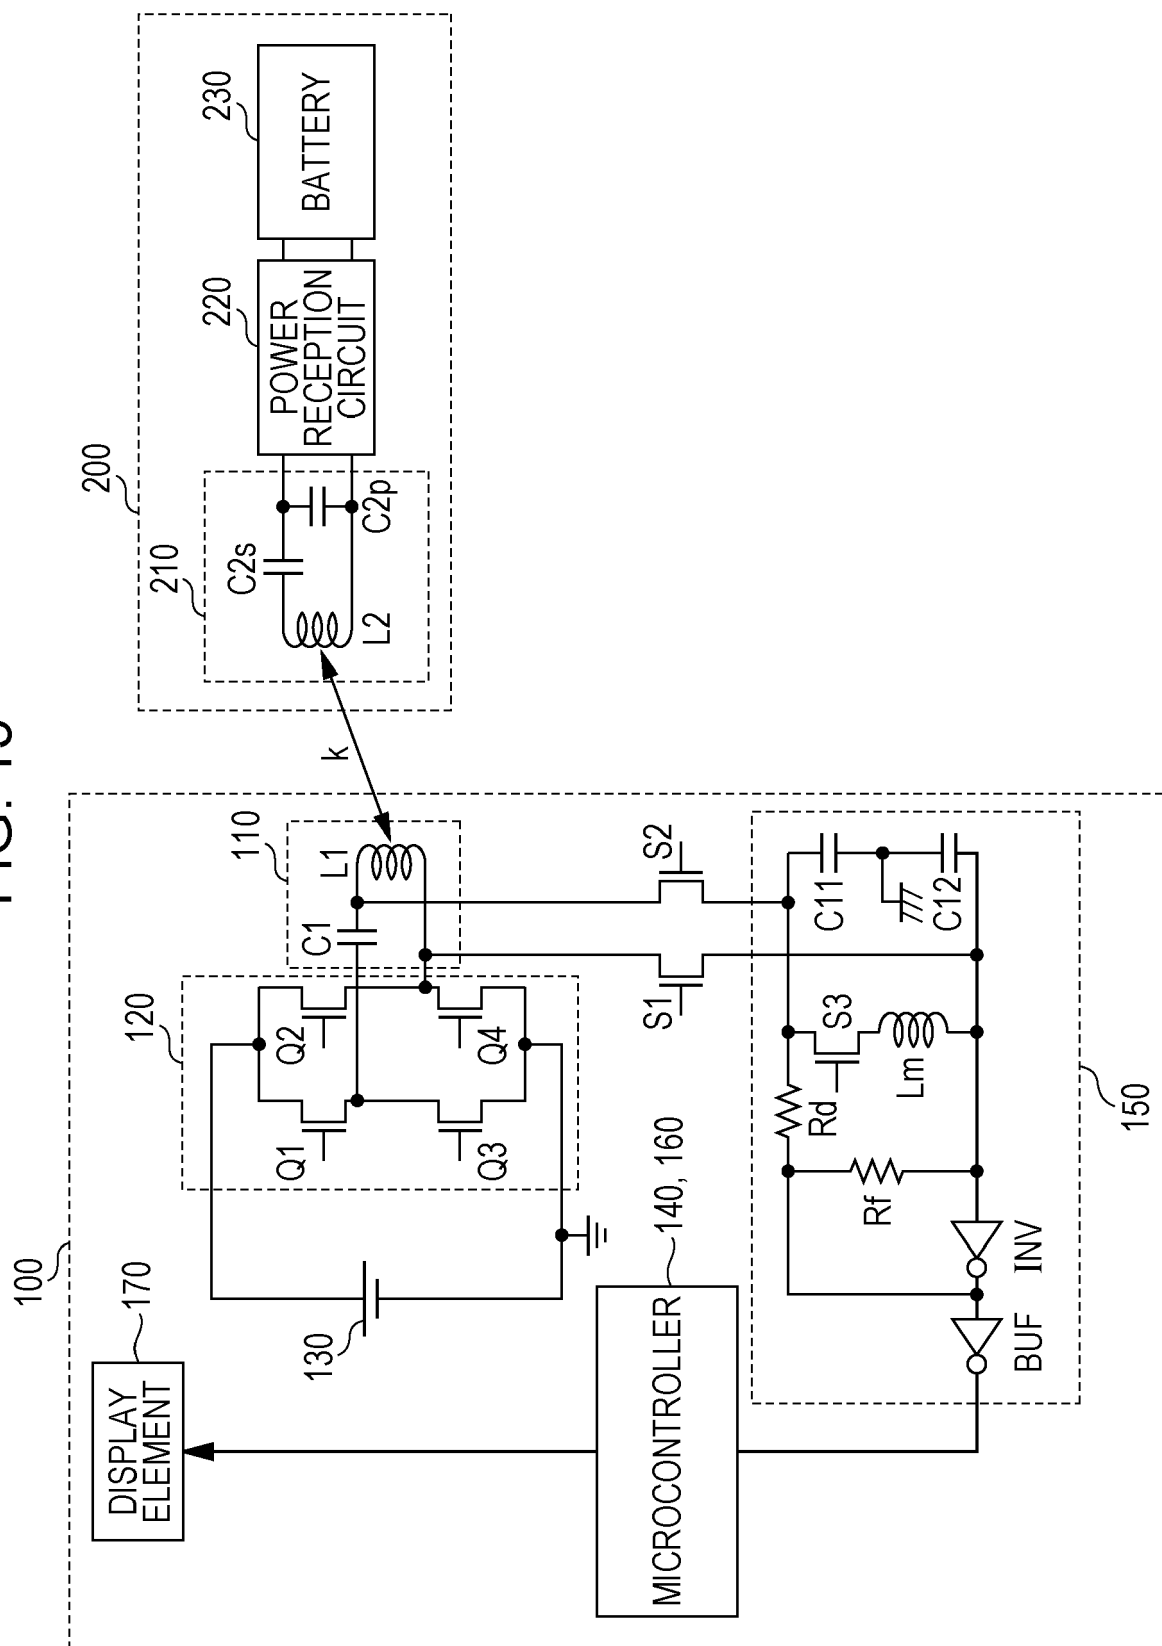 100
170
DISPLAY
ELEMENT
130
120
Q1
Q2
Q3
Q4
110
C1
L1
k
200
210
C2s
L2
C2p
220
POWER
RECEPTION
CIRCUIT
230
BATTERY
MICROCONTROLLER
140, 160
S1
S2
150
Rd
S3
Lm
Rf
C11
C12
INV
BUF